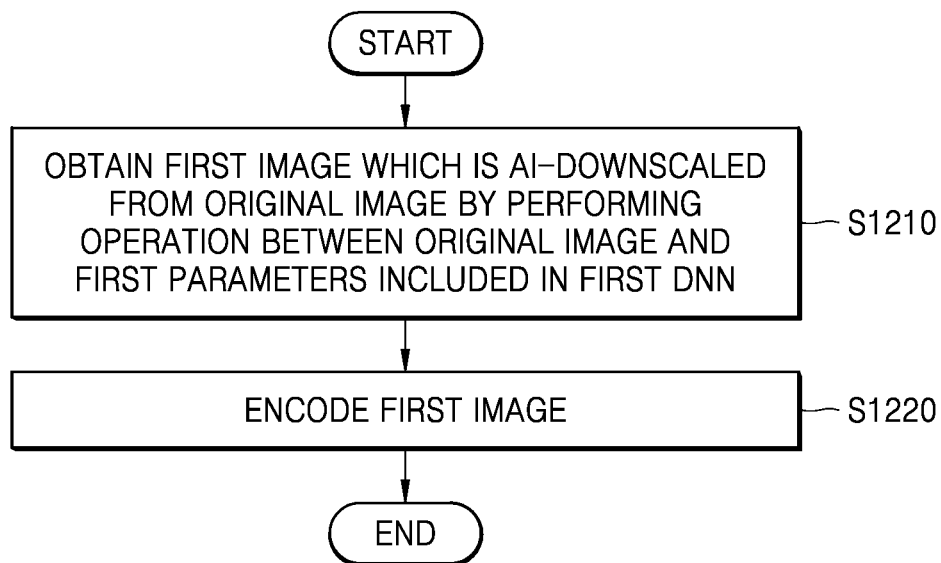 START
OBTAIN FIRST IMAGE WHICH IS AI-DOWNSCALED
FROM ORIGINAL IMAGE BY PERFORMING
OPERATION BETWEEN ORIGINAL IMAGE AND
FIRST PARAMETERS INCLUDED IN FIRST DNN
S1210
ENCODE FIRST IMAGE
S1220
END